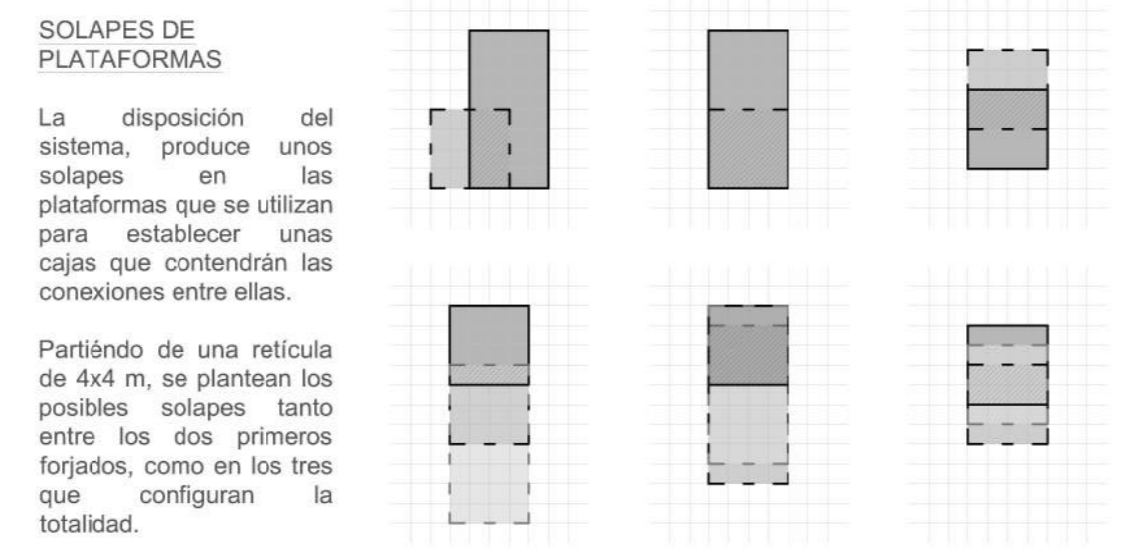 SOLAPES DE
PLATAFORMAS
La disposición del
sistema, produce unos
solapes en las
plataformas que se utilizan
para establecer unas
cajas que contendrán las
conexiones entre ellas.
Partiéndo de una retícula
de 4x4 m, se plantean los
posibles solapes tanto
entre los dos primeros
forjados, como en los tres
que configuran la
totalidad.